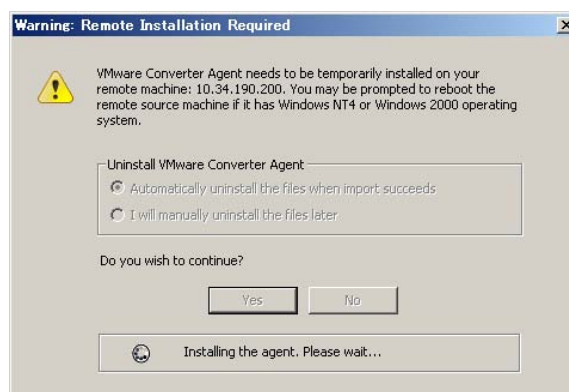 Warning: Remote Installation Required
VMware Converter Agent needs to be temporarily installed on your
remote machine: 10.34.190.200. You may be prompted to reboot the
remote source machine if it has Windows NT4 or Windows 2000 operating
system.
Uninstall VMware Converter Agent
Automatically uninstall the files when import succeeds
I will manually uninstall the files later
Do you wish to continue?
Yes No
Installing the agent. Please wait...